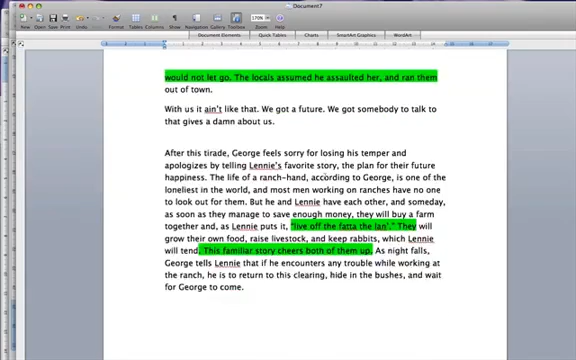 Document7
New Open Save Print Undo Redo Format Tables Columns Show Navigation Gallery Toolbox Zoom Help
170%
Document Elements Quick Tables Charts SmartArt Graphics WordArt
would not let go. The locals assumed he assaulted her, and ran them
out of town.
With us it ain't like that. We got a future. We got somebody to talk to
that gives a damn about us.
After this tirade, George feels sorry for losing his temper and
apologizes by telling Lennie's favorite story, the plan for their future
happiness. The life of a ranch-hand, according to George, is one of the
loneliest in the world, and most men working on ranches have no one
to look out for them. But he and Lennie have each other, and someday,
as soon as they manage to save enough money, they will buy a farm
together and, as Lennie puts it, "live off the fatta the lan'." They will
grow their own food, raise livestock, and keep rabbits, which Lennie
will tend. This familiar story cheers both of them up. As night falls,
George tells Lennie that if he encounters any trouble while working at
the ranch, he is to return to this clearing, hide in the bushes, and wait
for George to come.